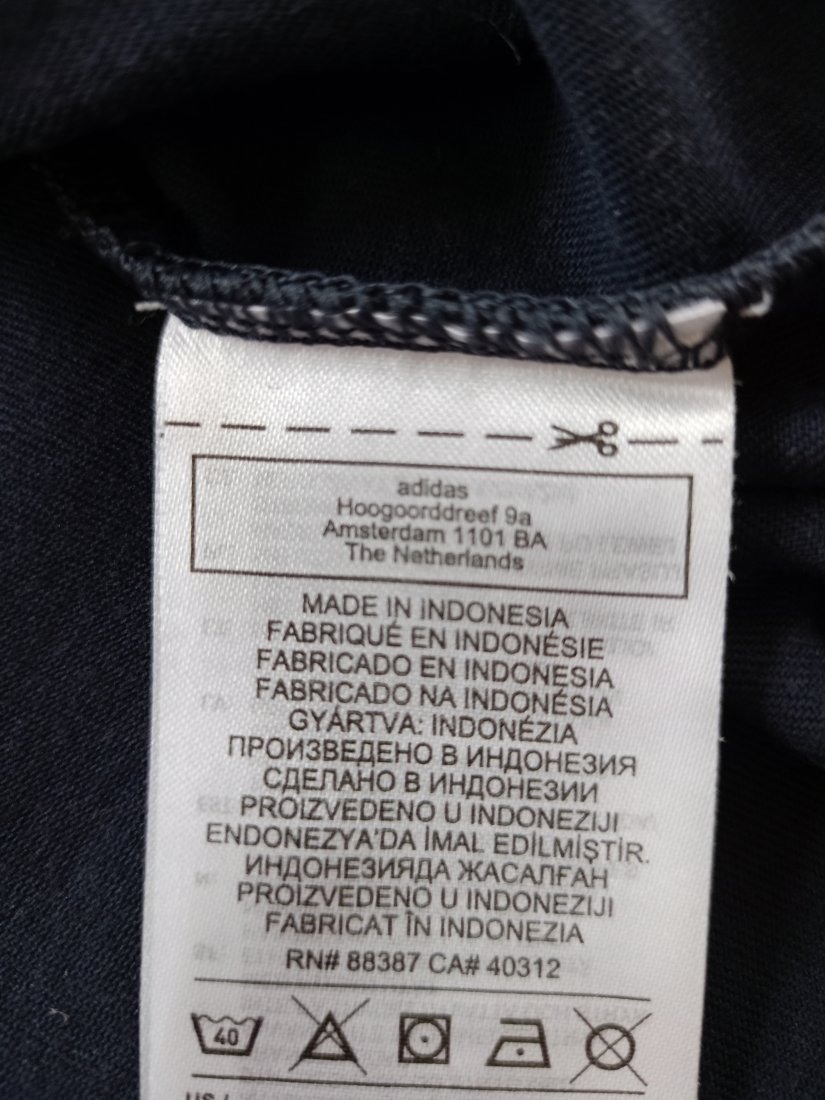 adidas
Hoogoorddreef 9a
Amsterdam 1101 BA
The Netherlands
MADE IN INDONESIA
FABRIQUÉ EN INDONÉSIE
FABRICADO EN INDONESIA
FABRICADO NA INDONÉSIA
GYÁRTVA: INDONÉZIA
ПРОИЗВЕДЕНО В ИНДОНЕЗИЯ
СДЕЛАНО В ИНДОНЕЗИИ
PROIZVEDENO U INDONEZIJI
ENDONEZYA'DA İMAL EDİLMİŞTİR.
ИНДОНЕЗИЯДА ЖАСАЛҒАН
PROIZVEDENO U INDONEZIJI
FABRICAT ÎN INDONEZIA
RN# 88387 CA# 40312
40